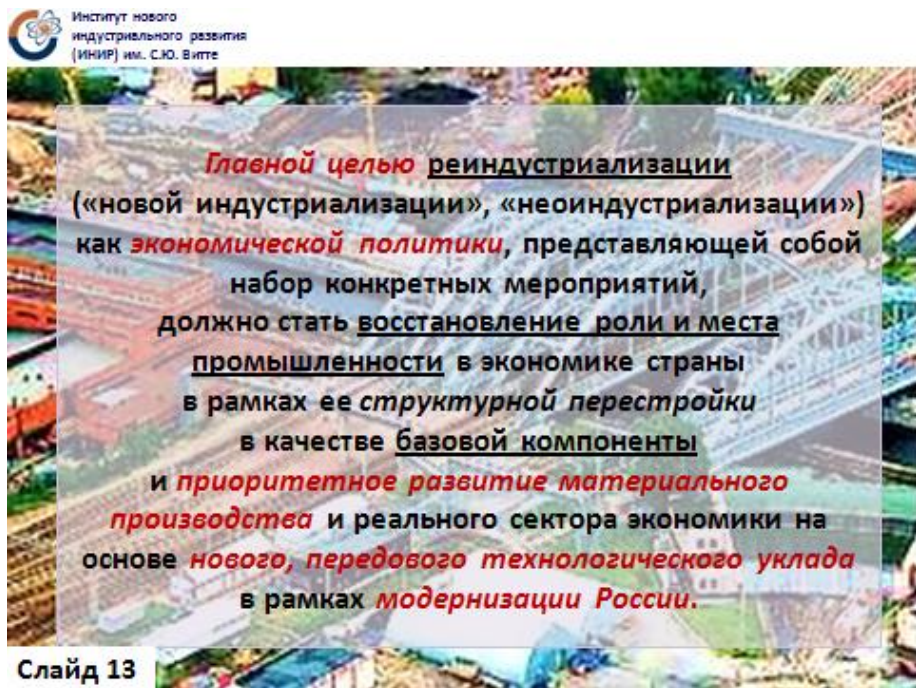 Институт нового
индустриального развития
(ИНИР) им. С.Ю. Витте
Главной целью реиндустриализации
(«новой индустриализации», «неоиндустриализации»)
как экономической политики, представляющей собой
набор конкретных мероприятий,
должно стать восстановление роли и места
промышленности в экономике страны
в рамках ее структурной перестройки
в качестве базовой компоненты
и приоритетное развитие материального
производства и реального сектора экономики на
основе нового, передового технологического уклада
в рамках модернизации России.
Слайд 13